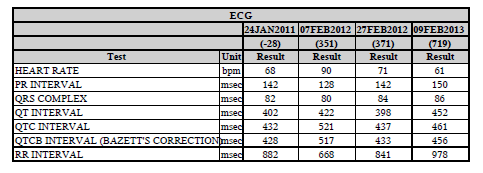 ECG
24JAN2011 07FEB2012 27FEB2012 09FEB2013
(-28) (351) (371) (719)
Test Unit Result Result Result Result
HEART RATE bpm 68 90 71 61
PR INTERVAL msec 142 128 142 150
QRS COMPLEX msec 82 80 84 86
QT INTERVAL msec 402 422 398 452
QTC INTERVAL msec 432 521 437 461
QTCB INTERVAL (BAZETT'S CORRECTION) msec 428 517 433 456
RR INTERVAL msec 882 668 841 978